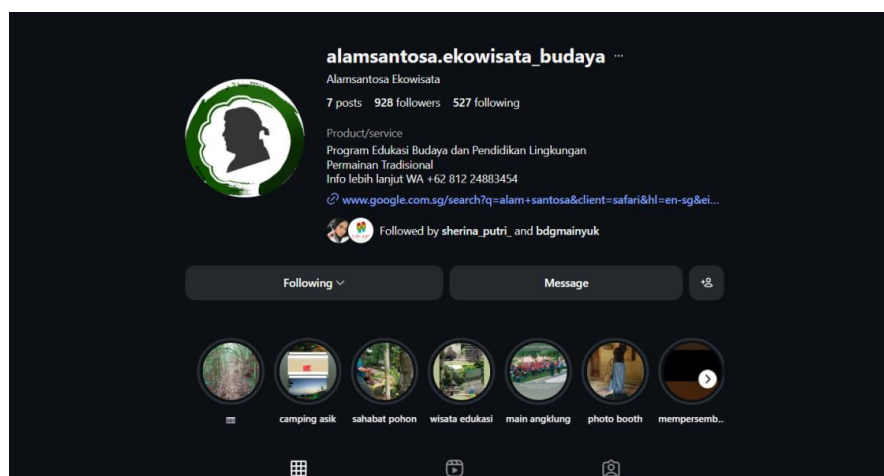 alamsantosa.ekowisata_budaya ...
Alamsantosa Ekowisata
7 posts 928 followers 527 following
Product/service
Program Edukasi Budaya dan Pendidikan Lingkungan
Permainan Tradisional
Info lebih lanjut WA +62 812 24883454
www.google.com.sg/search?q=alam+santosa&client=safari&hl=en-sg&ei...
Followed by sherina_putri_ and bdgmainyuk
Following Message
camping asik sahabat pohon wisata edukasi main angklung photo booth mempersemb..